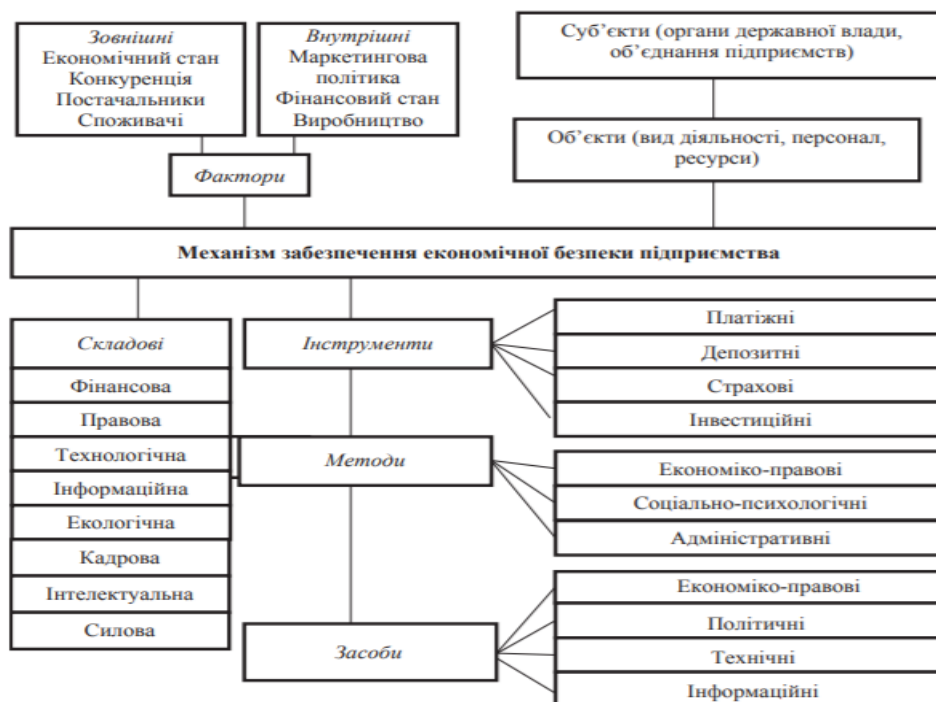 Зовнішні
Економічний стан
Конкуренція
Постачальники
Споживачі
Внутрішні
Маркетингова
політика
Фінансовий стан
Виробництво
Фактори
Суб’єкти (органи державної влади,
об’єднання підприємств)
Об’єкти (вид діяльності, персонал,
ресурси)
Механізм забезпечення економічної безпеки підприємства
Складові
Фінансова
Правова
Технологічна
Інформаційна
Екологічна
Кадрова
Інтелектуальна
Силова
Інструменти
Платіжні
Депозитні
Страхові
Інвестиційні
Методи
Економіко-правові
Соціально-психологічні
Адміністративні
Засоби
Економіко-правові
Політичні
Технічні
Інформаційні